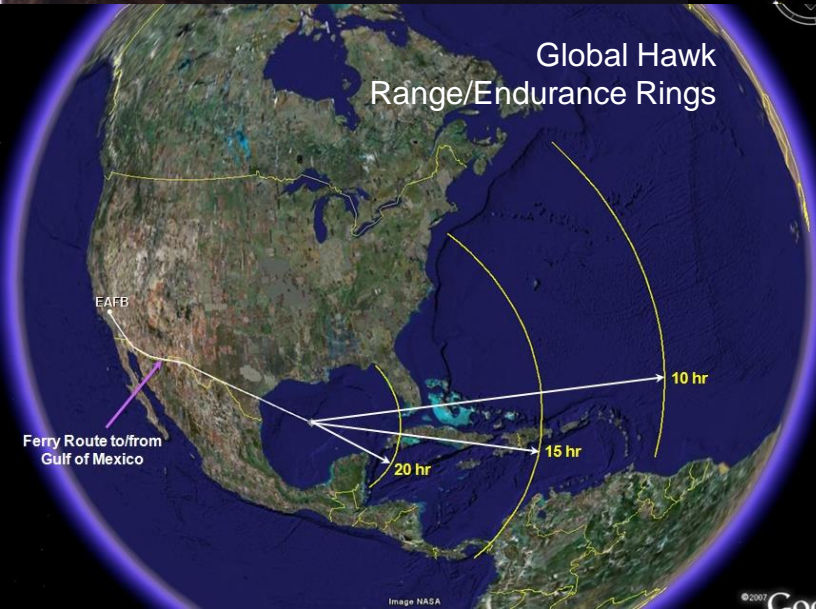 Global Hawk
Range/Endurance Rings
EAFB
10 hr
Ferry Route to/from
Gulf of Mexico
15 hr
20 hr
Image NASA
©2007